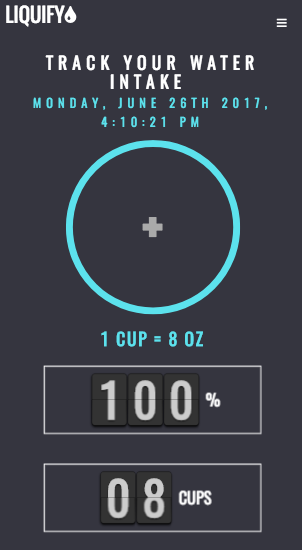 LIQUIFY
TRACK YOUR WATER
INTAKE
MONDAY, JUNE 26TH 2017,
4:10:21 PM
+
1 CUP = 8 OZ
100 %
08 CUPS